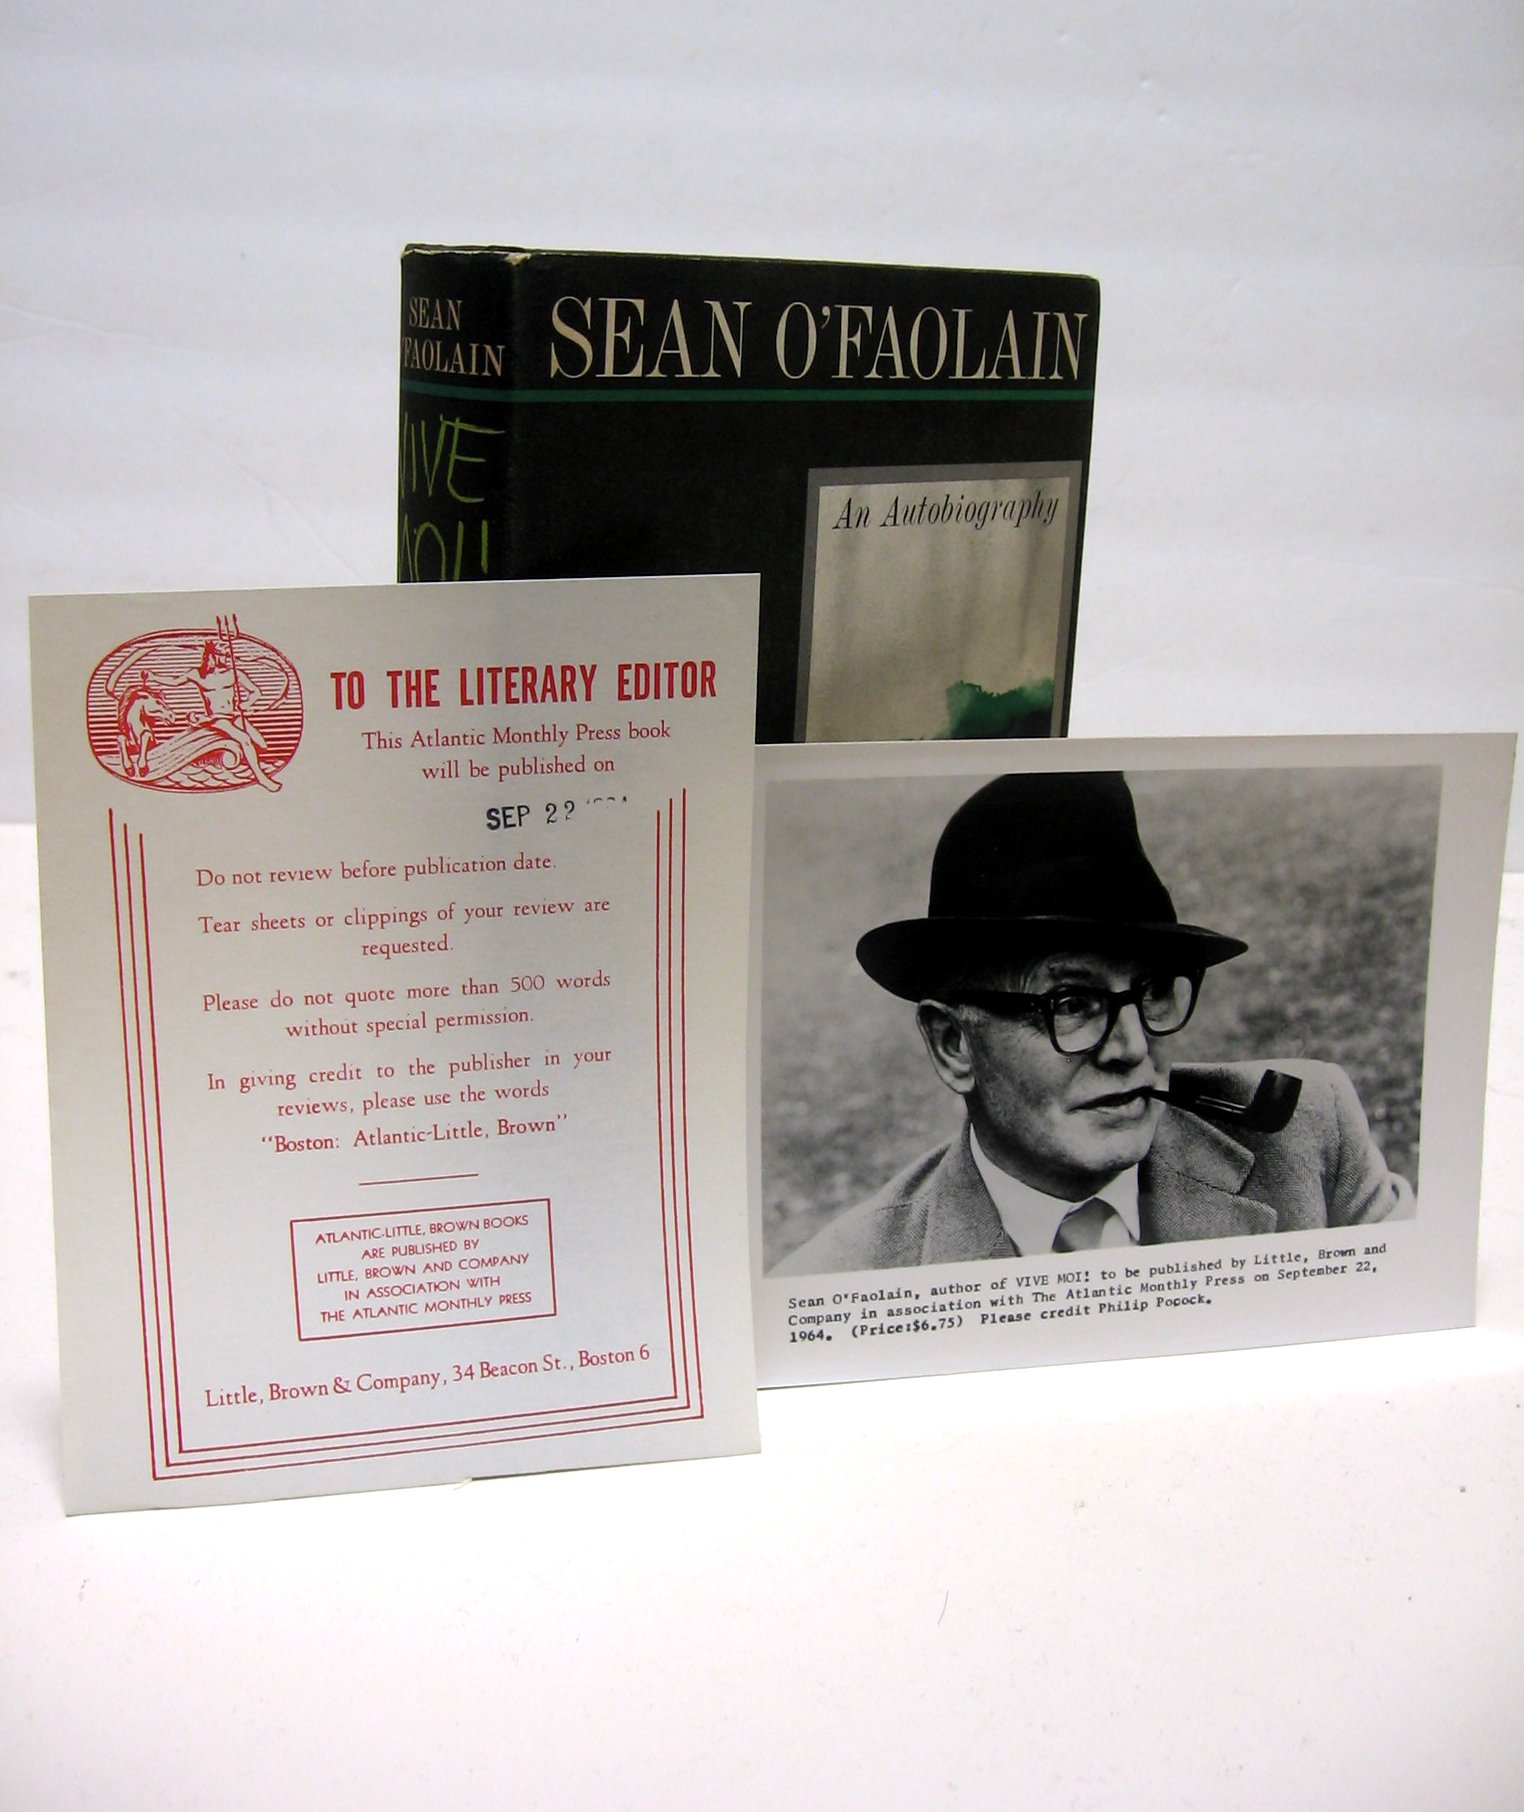 SEAN
FAOLAIN
VIVE
SEAN O'FAOLAIN
An Autobiography
TO THE LITERARY EDITOR
This Atlantic Monthly Press book
will be published on
SEP 22
Do not review before publication date.
Tear sheets or clippings of your review are
requested.
Please do not quote more than 500 words
without special permission.
In giving credit to the publisher in your
reviews, please use the words
"Boston: Atlantic-Little, Brown"
ATLANTIC-LITTLE, BROWN BOOKS
ARE PUBLISHED BY
LITTLE, BROWN AND COMPANY
IN ASSOCIATION WITH
THE ATLANTIC MONTHLY PRESS
Little, Brown & Company, 34 Beacon St., Boston 6
Sean O'Faolain, author of VIVE MOI! to be published by Little, Brown and
Company in association with The Atlantic Monthly Press on September 22,
1964. (Price:$6.75) Please credit Philip Pocock.